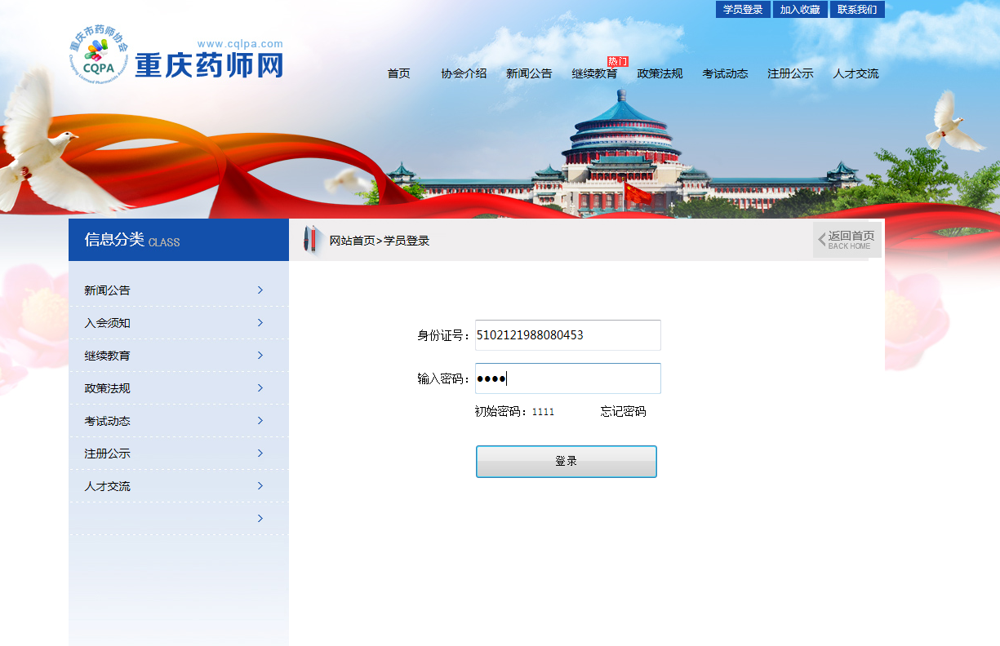 学员登录 加入收藏 联系我们
重庆市药师协会
CQPA
Chongqing Licensed Pharmacists Association
www.cqlpa.com
重庆药师网
热门
首页 协会介绍 新闻公告 继续教育 政策法规 考试动态 注册公示 人才交流
信息分类 CLASS
网站首页>学员登录
返回首页
BACK HOME
新闻公告
入会须知
继续教育
政策法规
考试动态
注册公示
人才交流
身份证号：5102121988080453
输入密码：●●●●
初始密码：1111 忘记密码
登录